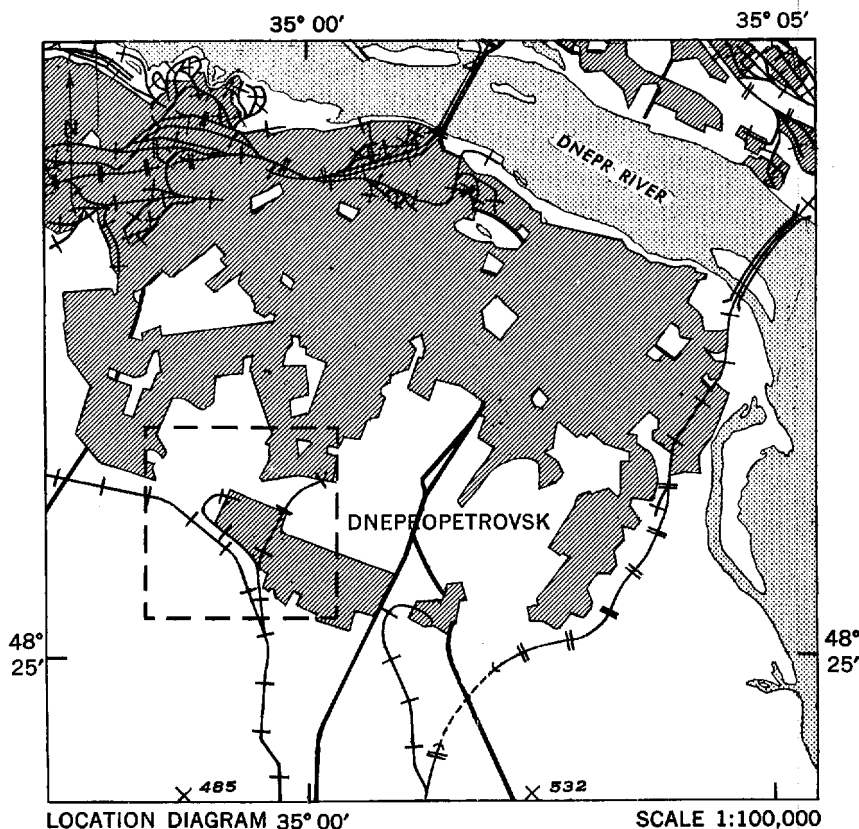 35° 00′
35° 05′
DNEPR RIVER
DNEPROPETROVSK
48°
25′
48°
25′
485
532
LOCATION DIAGRAM 35° 00′
SCALE 1:100,000